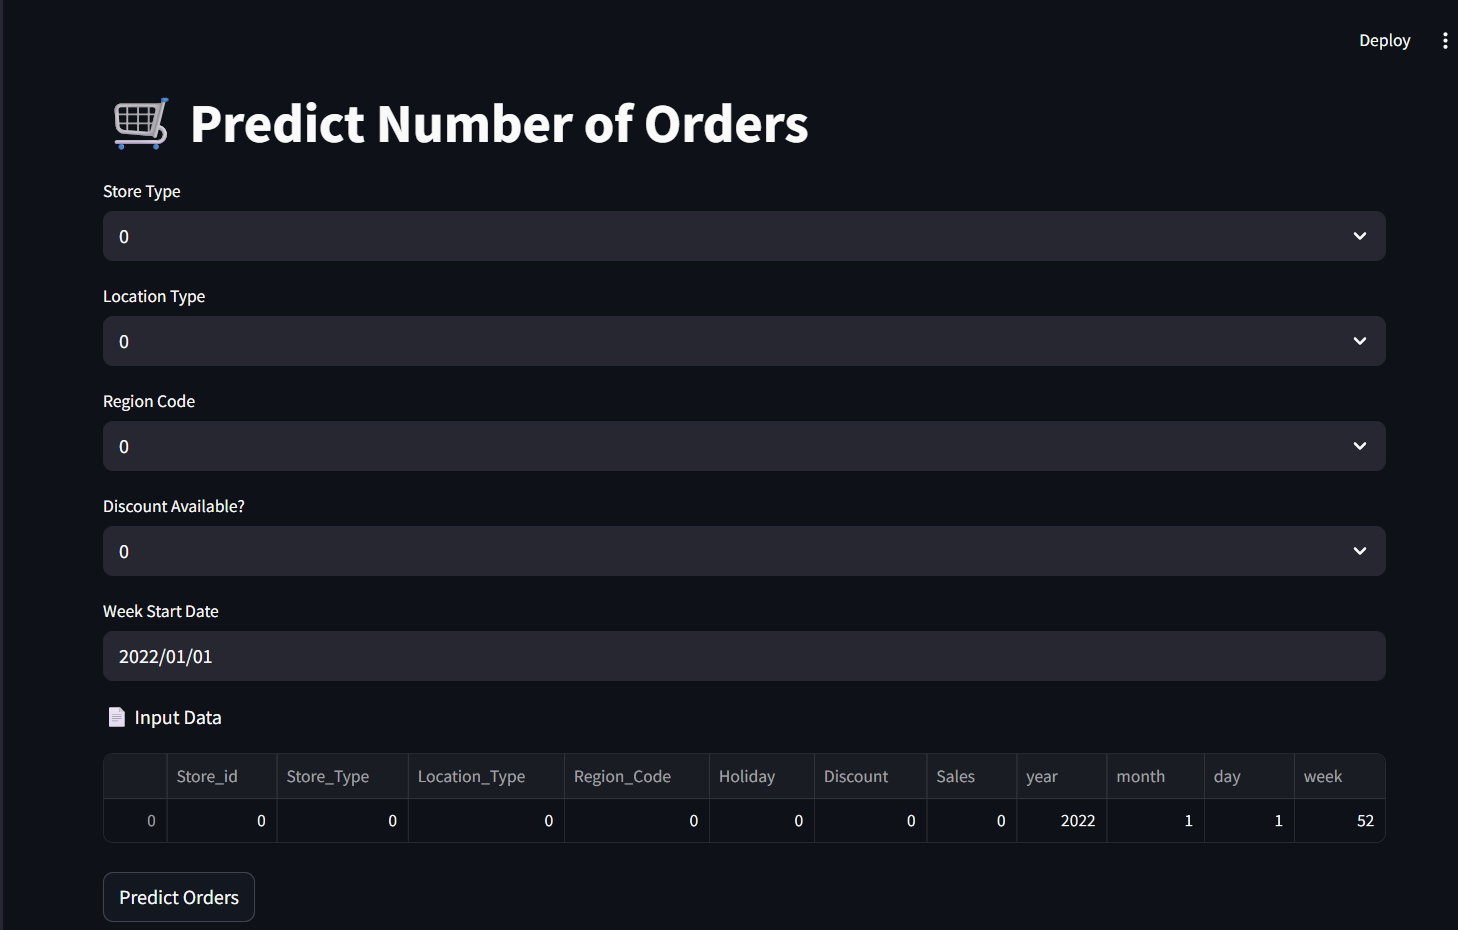 Deploy
Predict Number of Orders
Store Type
0
Location Type
0
Region Code
0
Discount Available?
0
Week Start Date
2022/01/01
Input Data
Store_id Store_Type Location_Type Region_Code Holiday Discount Sales year month day week
0 0 0 0 0 0 0 0 2022 1 1 52
Predict Orders